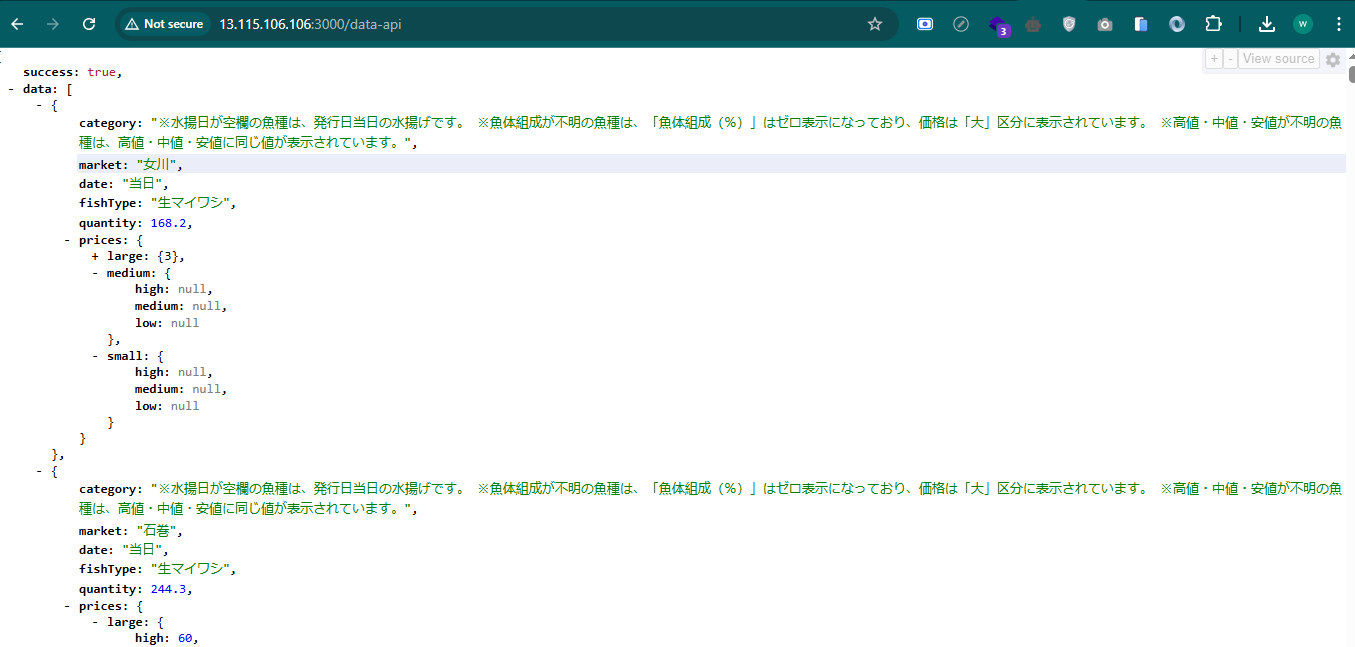 Not secure 13.115.106.106:3000/data-api 3 W
+ - View source
success: true,
- data: [
- {
category: "※水揚日が空欄の魚種は、発行日当日の水揚げです。 ※魚体組成が不明の魚種は、「魚体組成（%）」はゼロ表示になっており、価格は「大」区分に表示されています。 ※高値・中値・安値が不明の魚
種は、高値・中値・安値に同じ値が表示されています。",
market: "女川",
date: "当日",
fishType: "生マイワシ",
quantity: 168.2,
- prices: {
+ large: {3},
- medium: {
high: null,
medium: null,
low: null
},
- small: {
high: null,
medium: null,
low: null
}
}
},
- {
category: "※水揚日が空欄の魚種は、発行日当日の水揚げです。 ※魚体組成が不明の魚種は、「魚体組成（%）」はゼロ表示になっており、価格は「大」区分に表示されています。 ※高値・中値・安値が不明の魚
種は、高値・中値・安値に同じ値が表示されています。",
market: "石巻",
date: "当日",
fishType: "生マイワシ",
quantity: 244.3,
- prices: {
- large: {
high: 60,